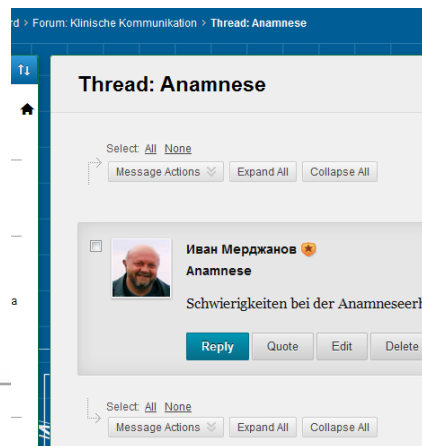 rd > Forum: Klinische Kommunikation > Thread: Anamnese
Thread: Anamnese
Select: All None
Message Actions Expand All Collapse All
Иван Мерджанов
Anamnese
a
Schwierigkeiten bei der Anamneseerh
Reply Quote Edit Delete
Select: All None
Message Actions Expand All Collapse All